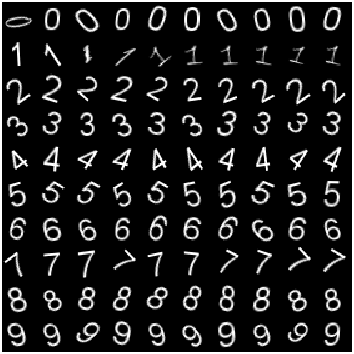 0 0 0 0 0 0 0 0 0 0
1 1 1 1 1 1 1 1 1 1
2 2 2 2 2 2 2 2 2 2
3 3 3 3 3 3 3 3 3 3
4 4 4 4 4 4 4 4 4 4
5 5 5 5 5 5 5 5 5 5
6 6 6 6 6 6 6 6 6 6
7 7 7 7 7 7 7 7 7 7
8 8 8 8 8 8 8 8 8 8
9 9 9 9 9 9 9 9 9 9